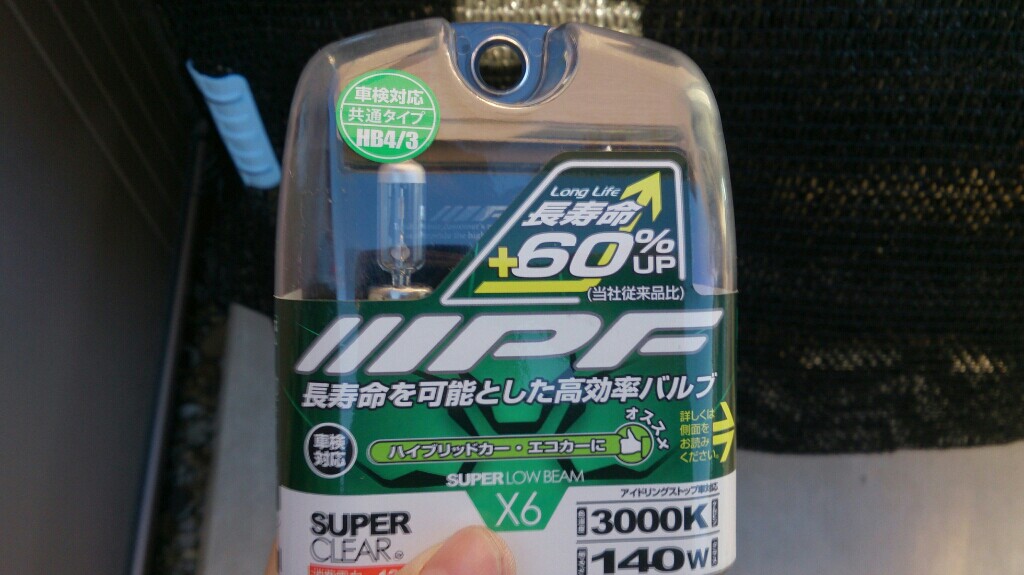 車検対応
共通タイプ
HB4/3
Long Life
長寿命
+60%UP
(当社従来品比)
IPF
長寿命を可能とした高効率バルブ
車検対応
ハイブリッドカー・エコカーに
オススメ
詳しくは
側面を
お読み
ください。
SUPER LOW BEAM
X6
アイドリングストップ車対応
SUPER
CLEAR
3000K
140W